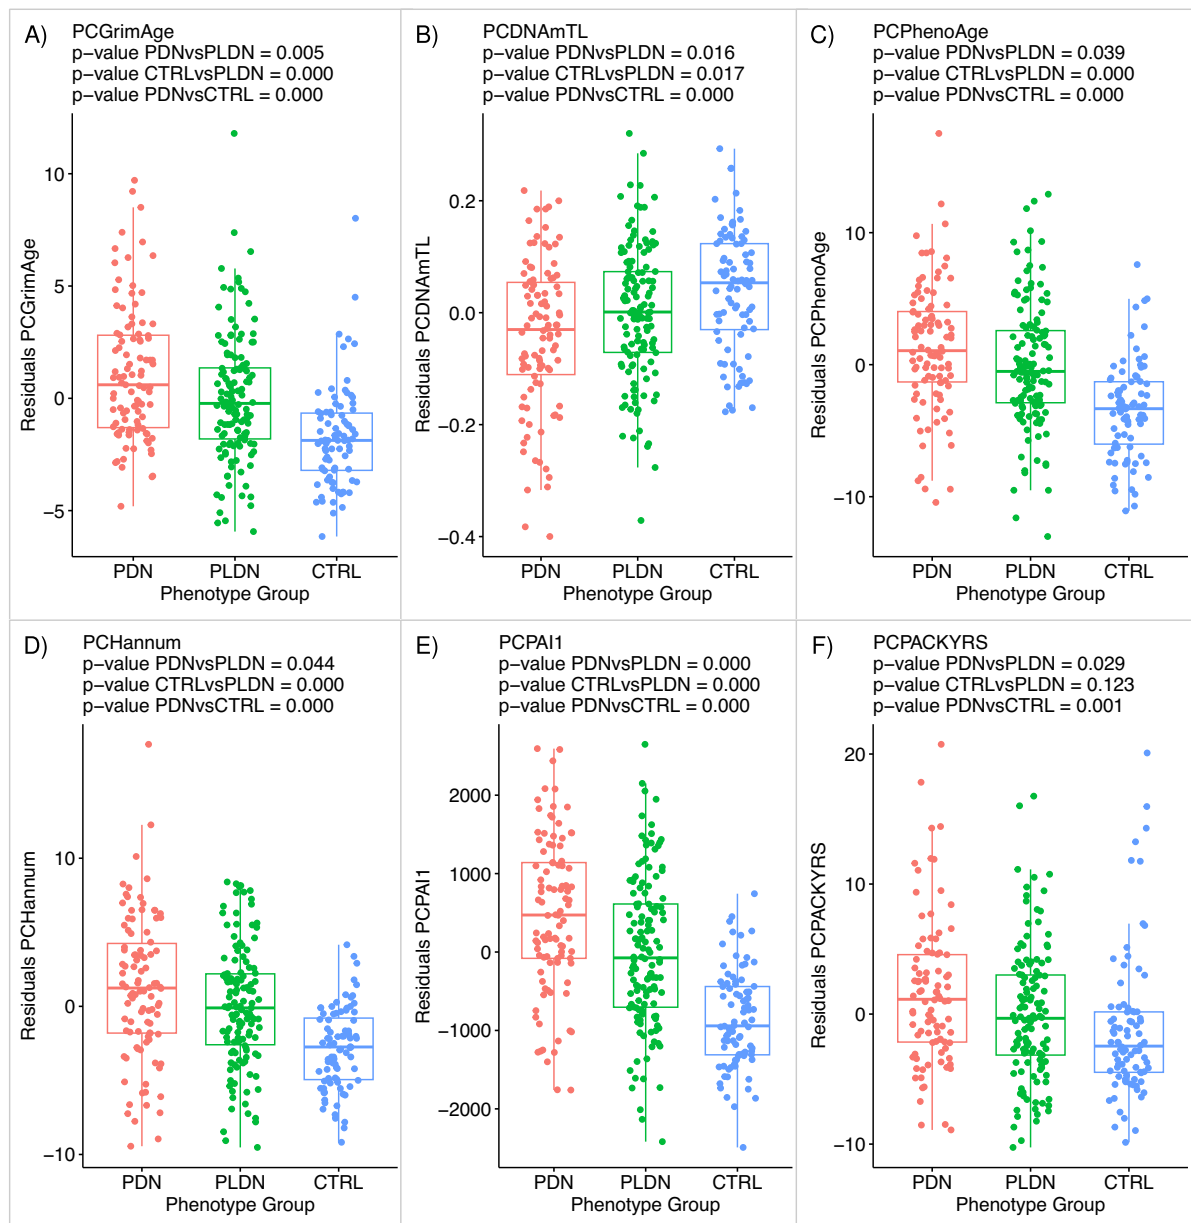 A)
PCGrimAge
p−value PDNvsPLDN = 0.005
p−value CTRLvsPLDN = 0.000
p−value PDNvsCTRL = 0.000
10
5
0
−5
Residuals PCGrimAge
PDN PLDN CTRL
Phenotype Group
B)
PCDNAmTL
p−value PDNvsPLDN = 0.016
p−value CTRLvsPLDN = 0.017
p−value PDNvsCTRL = 0.000
0.2
0.0
−0.2
−0.4
Residuals PCDNAmTL
PDN PLDN CTRL
Phenotype Group
C)
PCPhenoAge
p−value PDNvsPLDN = 0.039
p−value CTRLvsPLDN = 0.000
p−value PDNvsCTRL = 0.000
10
0
−10
Residuals PCPhenoAge
PDN PLDN CTRL
Phenotype Group
D)
PCHannum
p−value PDNvsPLDN = 0.044
p−value CTRLvsPLDN = 0.000
p−value PDNvsCTRL = 0.000
10
0
−10
Residuals PCHannum
PDN PLDN CTRL
Phenotype Group
E)
PCPAI1
p−value PDNvsPLDN = 0.000
p−value CTRLvsPLDN = 0.000
p−value PDNvsCTRL = 0.000
2000
1000
0
−1000
−2000
Residuals PCPAI1
PDN PLDN CTRL
Phenotype Group
F)
PCPACKYRS
p−value PDNvsPLDN = 0.029
p−value CTRLvsPLDN = 0.123
p−value PDNvsCTRL = 0.001
20
10
0
−10
Residuals PCPACKYRS
PDN PLDN CTRL
Phenotype Group